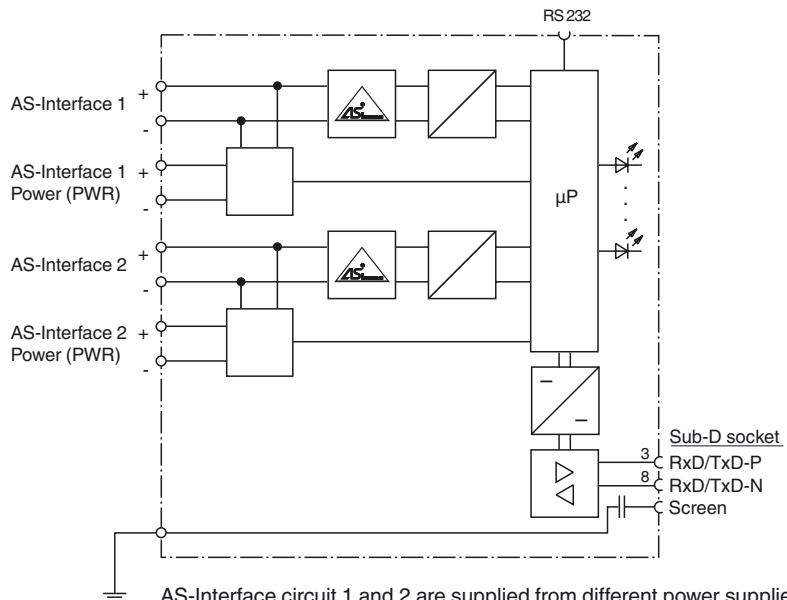 RS 232
AS-Interface 1
+
-
AS-Interface 1
Power (PWR)
+
-
µP
AS-Interface 2
+
-
AS-Interface 2
Power (PWR)
+
-
Sub-D socket
3 RxD/TxD-P
8 RxD/TxD-N
Screen
AS-Interface circuit 1 and 2 are supplied from different power supplie